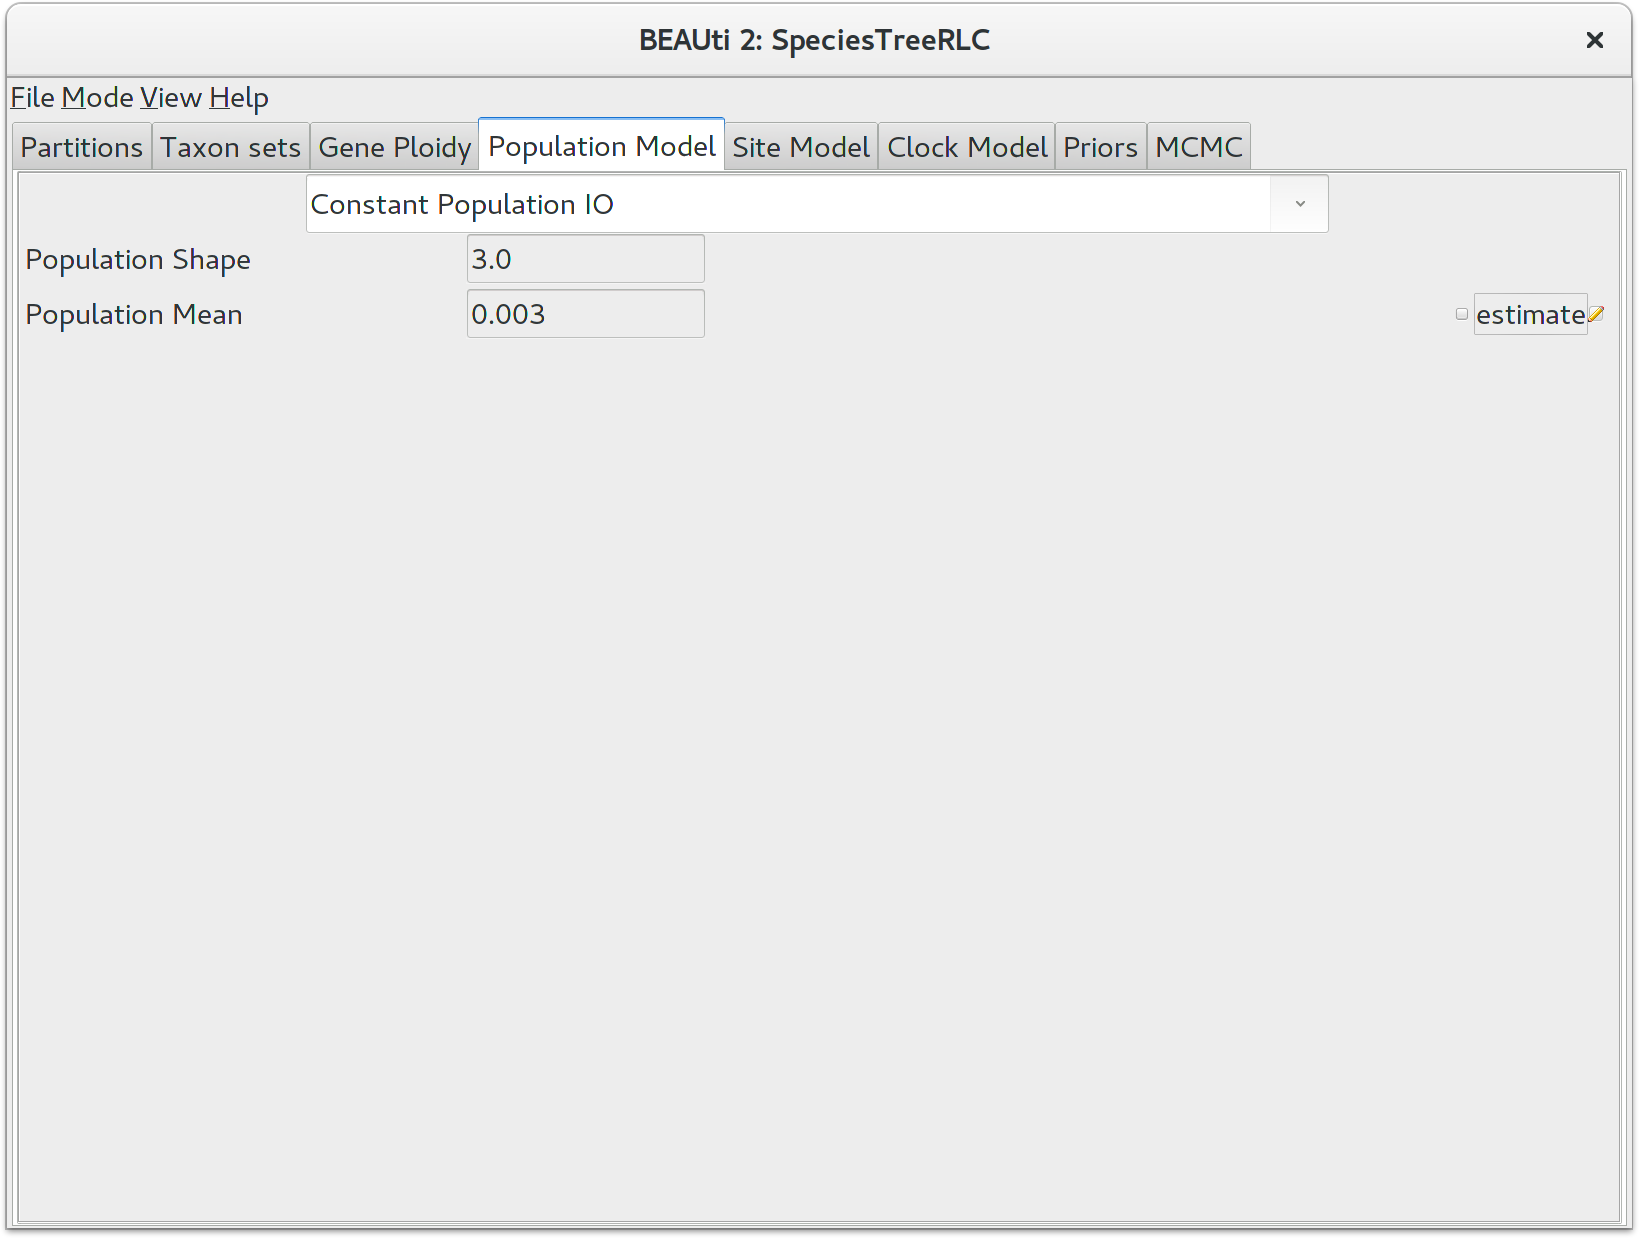 BEAUti 2: SpeciesTreeRLC
File Mode View Help
Partitions Taxon sets Gene Ploidy Population Model Site Model Clock Model Priors MCMC
Constant Population IO
Population Shape 3.0
Population Mean 0.003 estimate